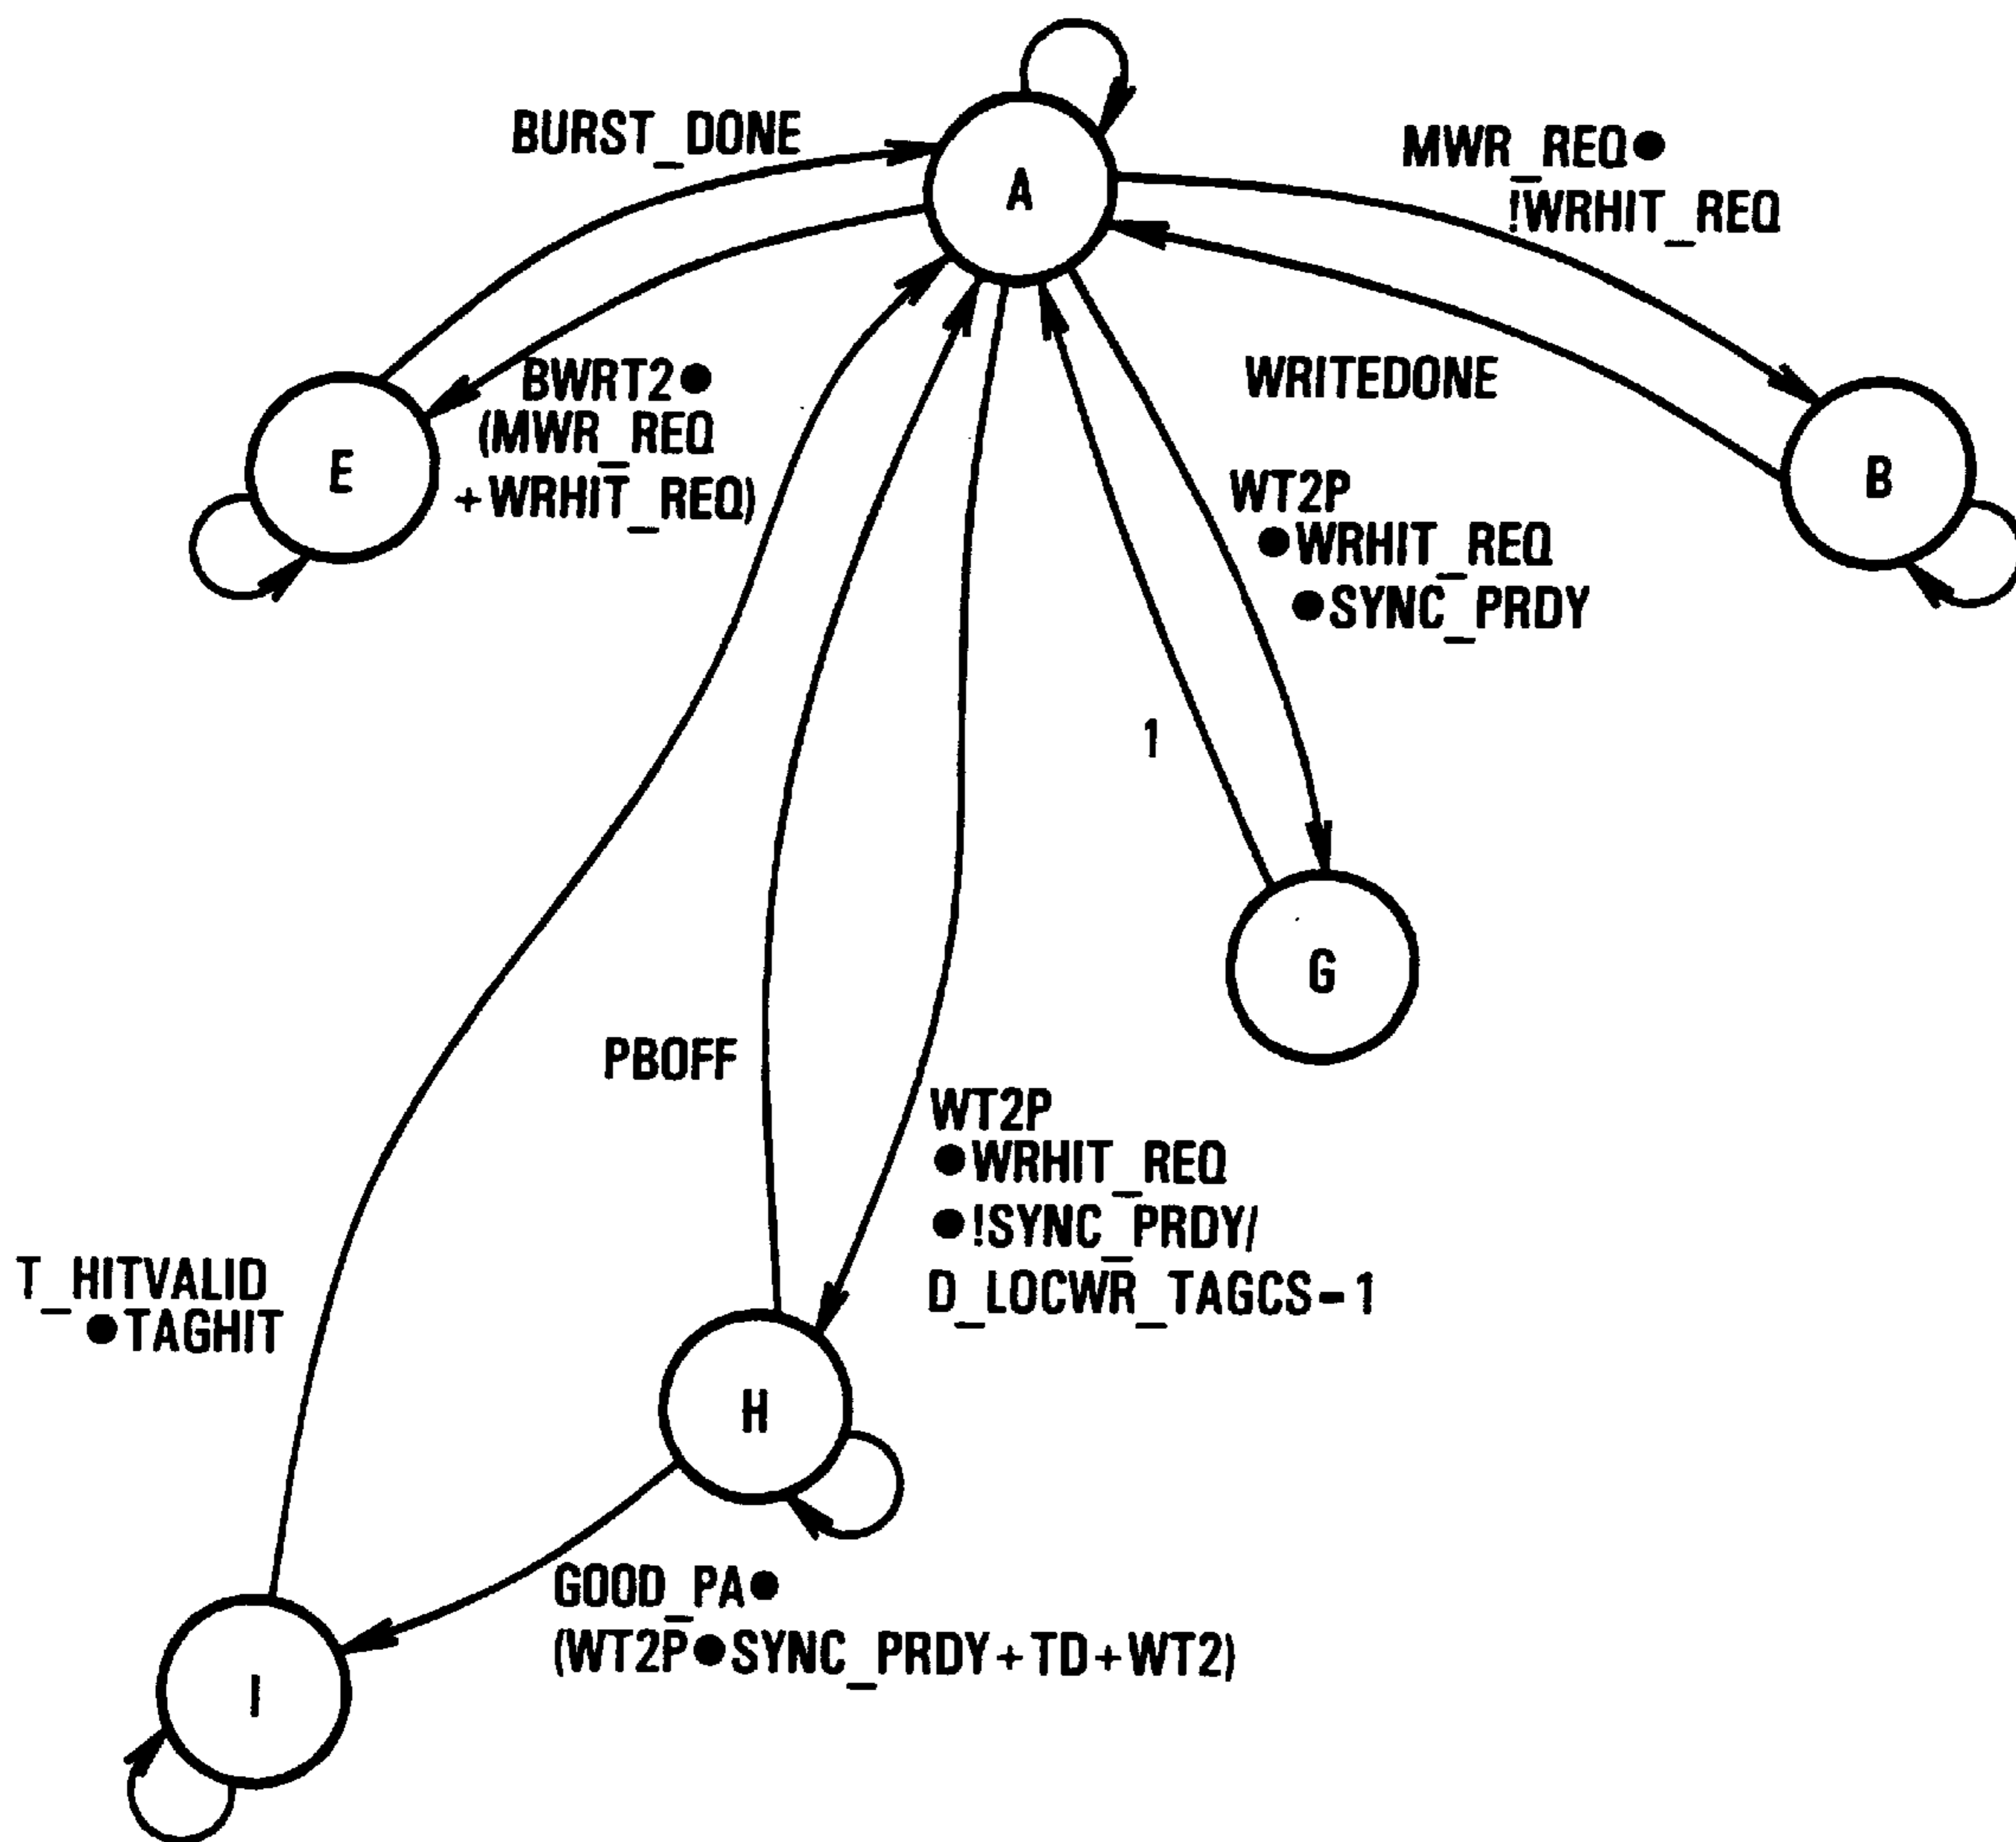 BURST_DONE
MWR_REQ●
!WRHIT_REQ
A
BWRT2●
(MWR_REQ
+WRHIT_REQ)
WRITEDONE
E
B
WT2P
●WRHIT_REQ
●SYNC_PRDY
1
G
PBOFF
WT2P
●WRHIT_REQ
●!SYNC_PRDY/
D_LOCWR_TAGCS-1
T_HITVALID
●TAGHIT
H
GOOD_PA●
(WT2P●SYNC_PRDY+TD+WT2)
I